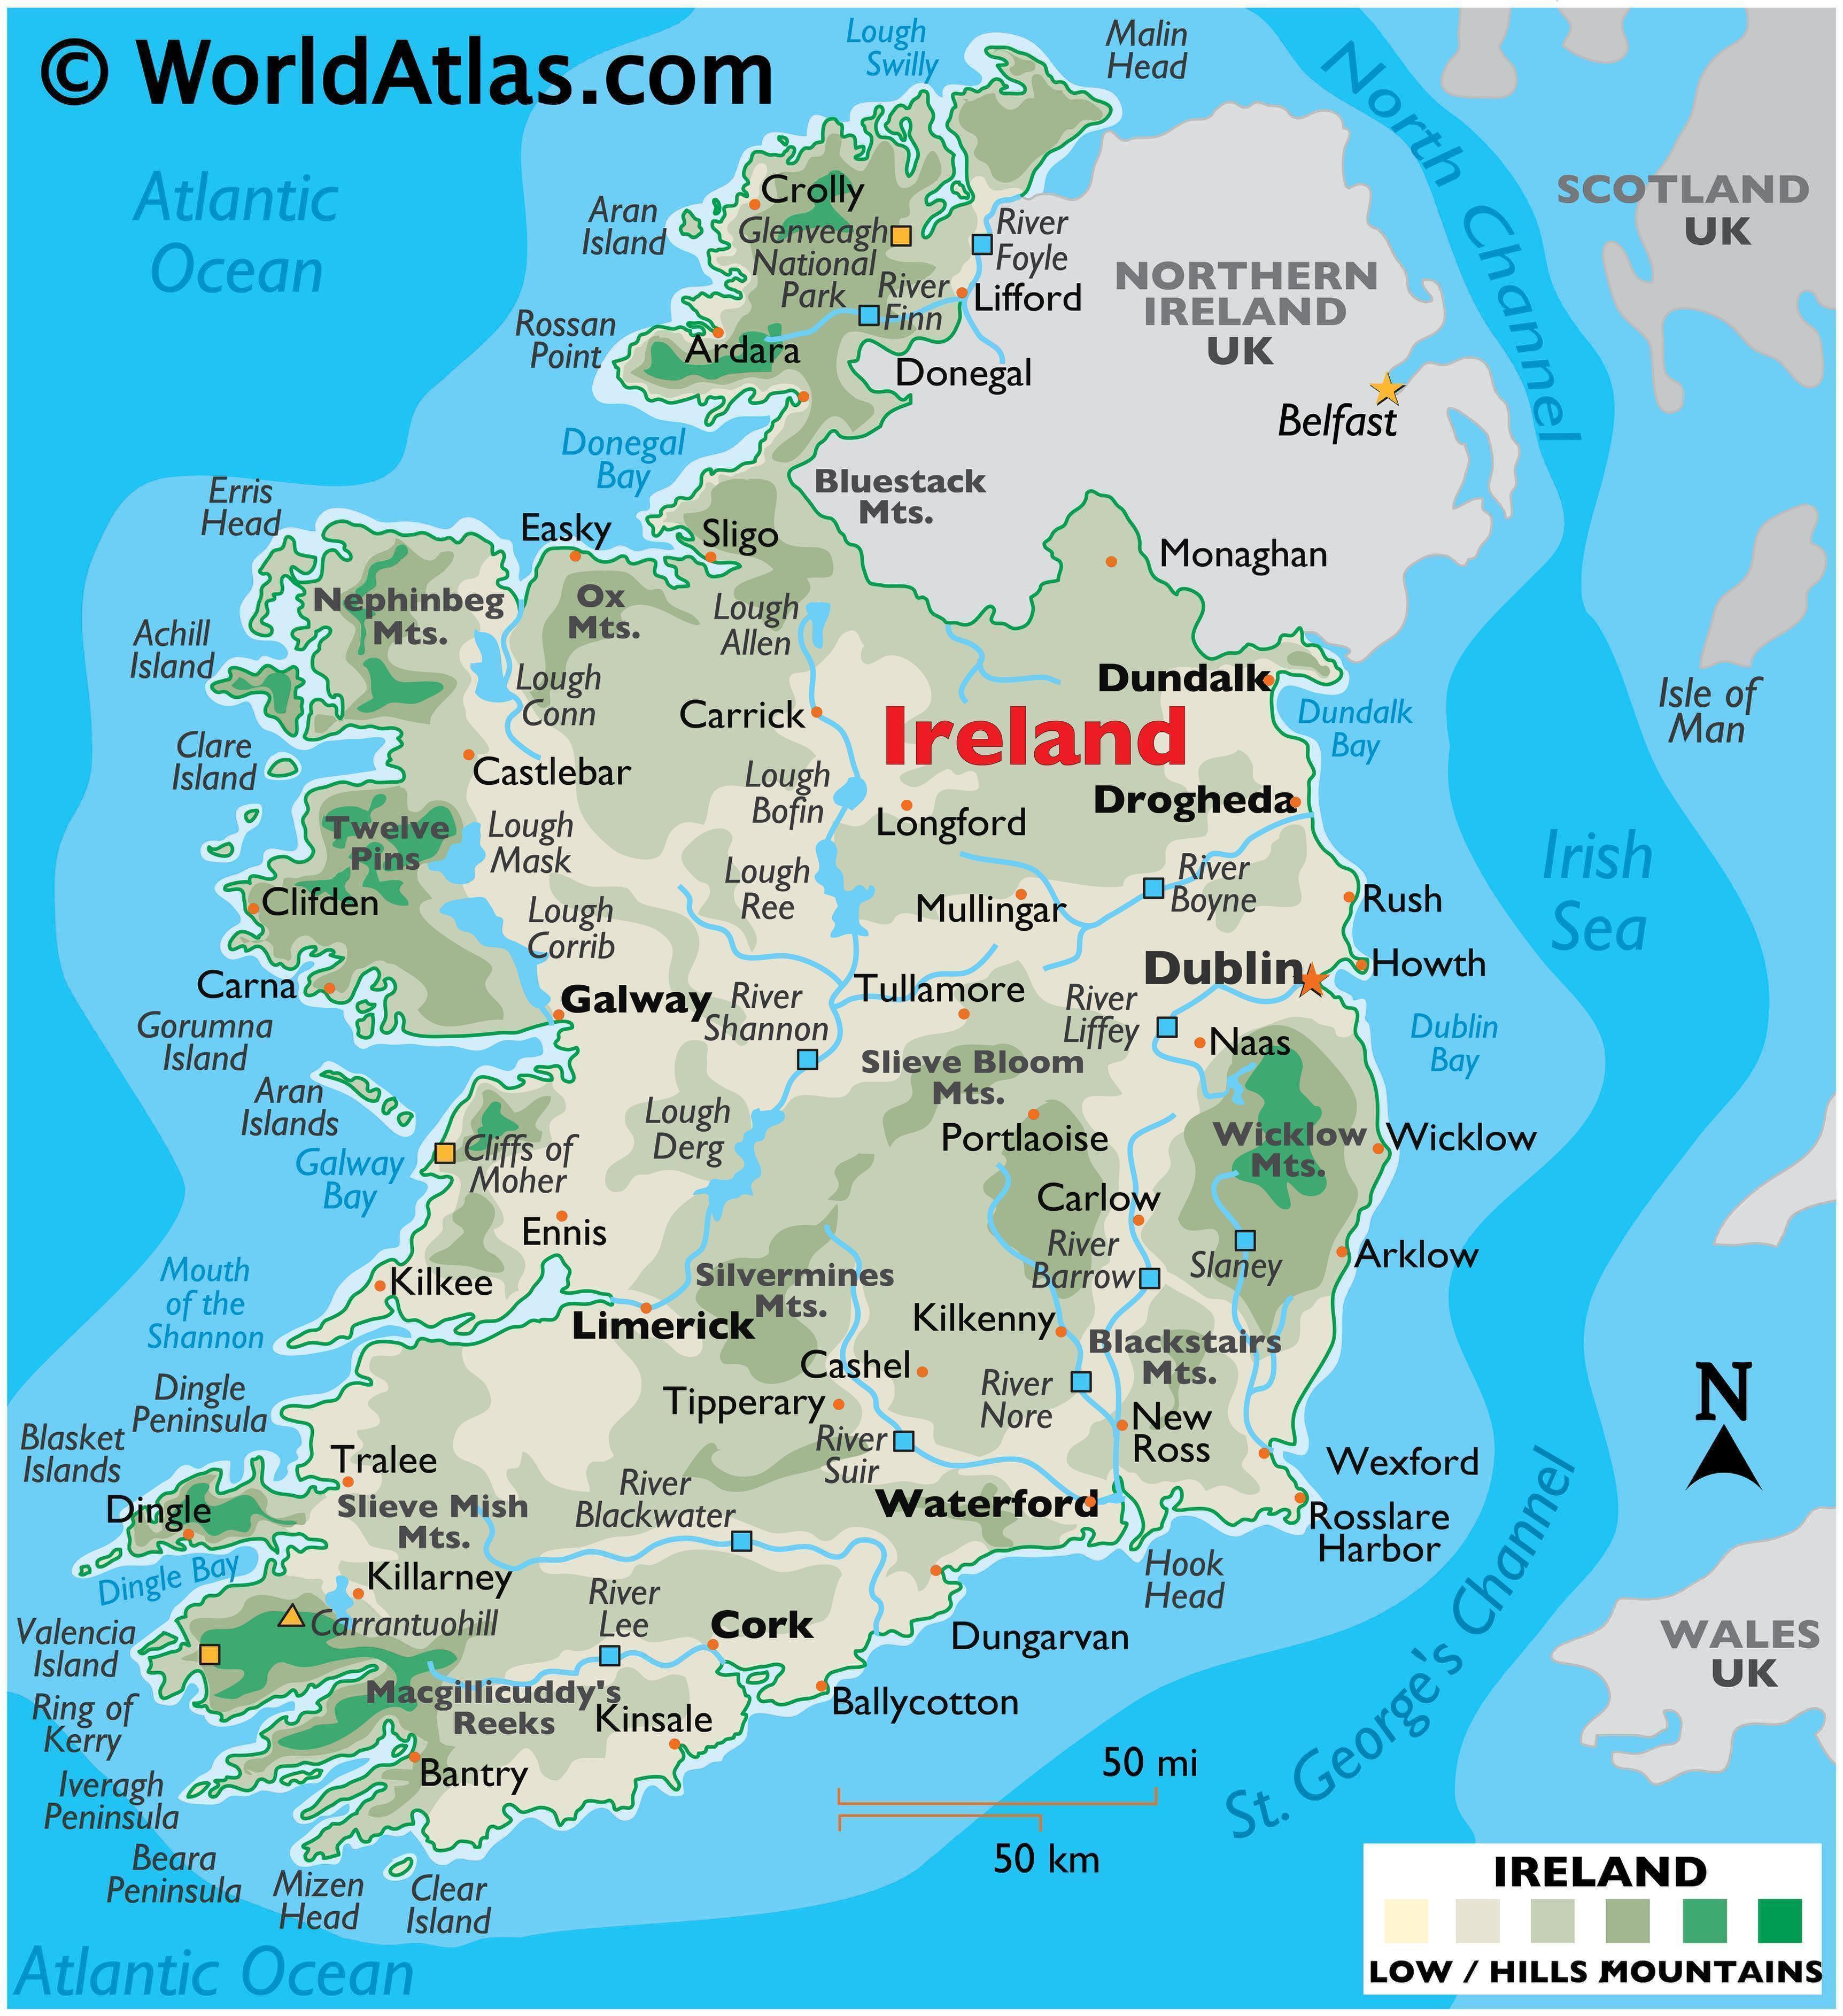 © WorldAtlas.com
Lough
Swilly
Malin
Head
North Channel
Atlantic
Ocean
SCOTLAND
UK
Crolly
Aran
Island
Glenveagh
National
Park
River
Foyle
River
Finn
Lifford
NORTHERN
IRELAND
UK
Rossan
Point
Ardara
Donegal
Belfast
Donegal
Bay
Bluestack
Mts.
Erris
Head
Easky
Sligo
Monaghan
Nephinbeg
Mts.
Ox
Mts.
Lough
Allen
Achill
Island
Lough
Conn
Carrick
Dundalk
Dundalk
Bay
Isle of
Man
Ireland
Clare
Island
Castlebar
Lough
Bofin
Longford
Drogheda
Twelve
Pins
Lough
Mask
Lough
Ree
River
Boyne
Irish
Sea
Clifden
Lough
Corrib
Mullingar
Rush
Carna
Galway
River
Shannon
Tullamore
Dublin
Howth
River
Liffey
Naas
Dublin
Bay
Gorumna
Island
Aran
Islands
Slieve Bloom
Mts.
Lough
Derg
Portlaoise
Wicklow
Mts.
Wicklow
Galway
Bay
Cliffs of
Moher
Ennis
Carlow
River
Barrow
Slaney
Arklow
Mouth
of the
Shannon
Kilkee
Silvermines
Mts.
Limerick
Kilkenny
Blackstairs
Mts.
Cashel
Tipperary
River
Nore
New
Ross
Dingle
Peninsula
Blasket
Islands
Tralee
River
Suir
Wexford
Dingle
Slieve Mish
Mts.
River
Blackwater
Waterford
Rosslare
Harbor
Dingle Bay
Killarney
Hook
Head
Valencia
Island
Carrantuohill
River
Lee
Cork
Dungarvan
St. George's Channel
WALES
UK
Ring of
Kerry
Macgillicuddy's
Reeks
Kinsale
Ballycotton
Iveragh
Peninsula
Bantry
Beara
Peninsula
Mizen
Head
Clear
Island
50 mi
50 km
N
Atlantic Ocean
IRELAND
LOW / HILLS MOUNTAINS